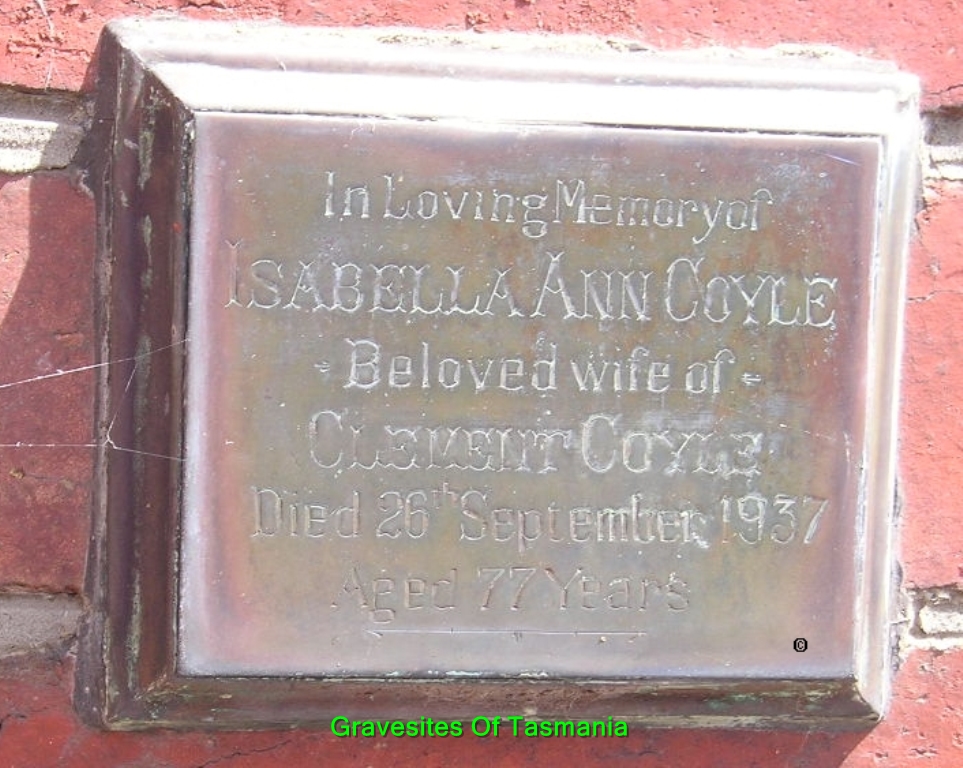 In Loving Memory of
ISABELLA ANN COYLE
- Beloved wife of -
CLEMENT COYLE
Died 26th September 1937
Aged 77 Years
©
Gravesites Of Tasmania